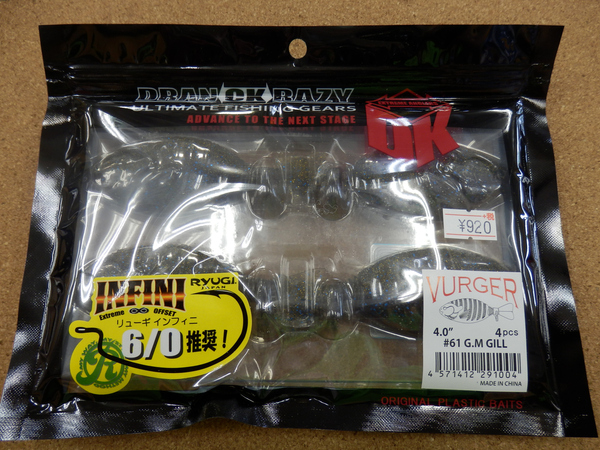 DRANCKRAZY
ULTIMATE FISHING GEARS
ADVANCE TO THE NEXT STAGE
DK
¥920
INFINI
RYUGI
JAPAN
Extreme OFFSET
リューギ インフィニ
6/0推奨!
VURGER
4.0" 4pcs
#61 G.M GILL
4 571412 291004
MADE IN CHINA
ORIGINAL PLASTIC BAITS